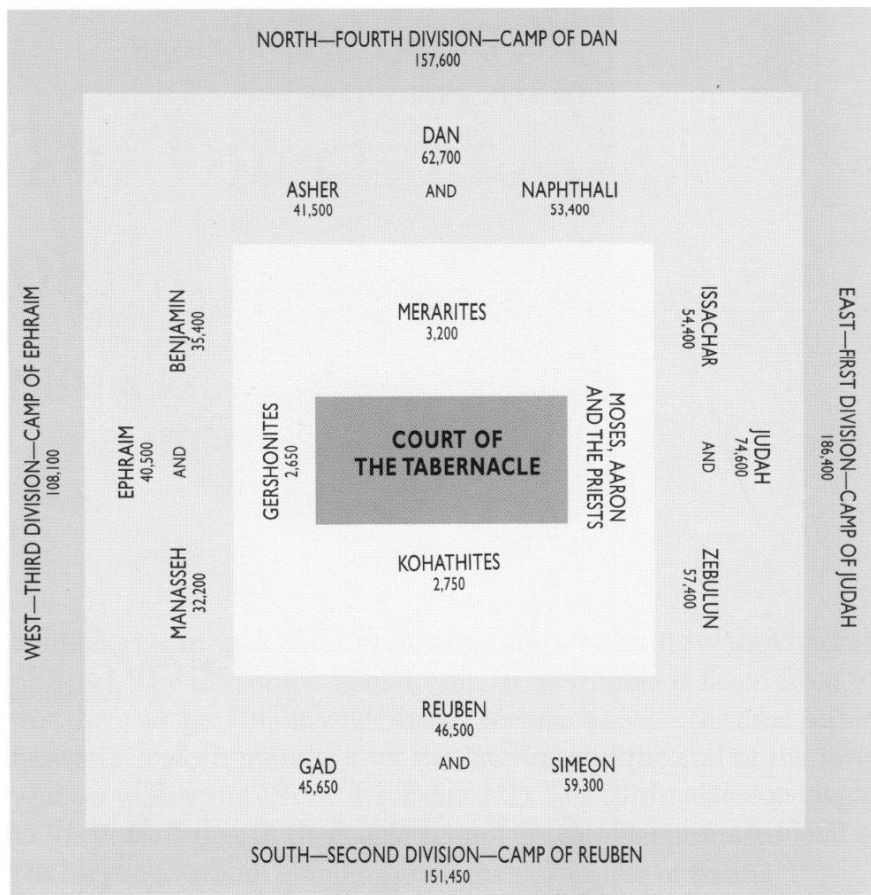 NORTH—FOURTH DIVISION—CAMP OF DAN
157,600
DAN
62,700
ASHER
41,500
AND
NAPHTHALI
53,400
WEST—THIRD DIVISION—CAMP OF EPHRAIM
108,100
BENJAMIN
35,400
EPHRAIM
40,500
AND
MANASSEH
32,200
MERARITES
3,200
GERSHONITES
2,650
COURT OF
THE TABERNACLE
MOSES, AARON
AND THE PRIESTS
KOHATHITES
2,750
ISSACHAR
54,400
JUDAH
74,600
AND
ZEBULUN
57,400
EAST—FIRST DIVISION—CAMP OF JUDAH
186,400
REUBEN
46,500
GAD
45,650
AND
SIMEON
59,300
SOUTH—SECOND DIVISION—CAMP OF REUBEN
151,450